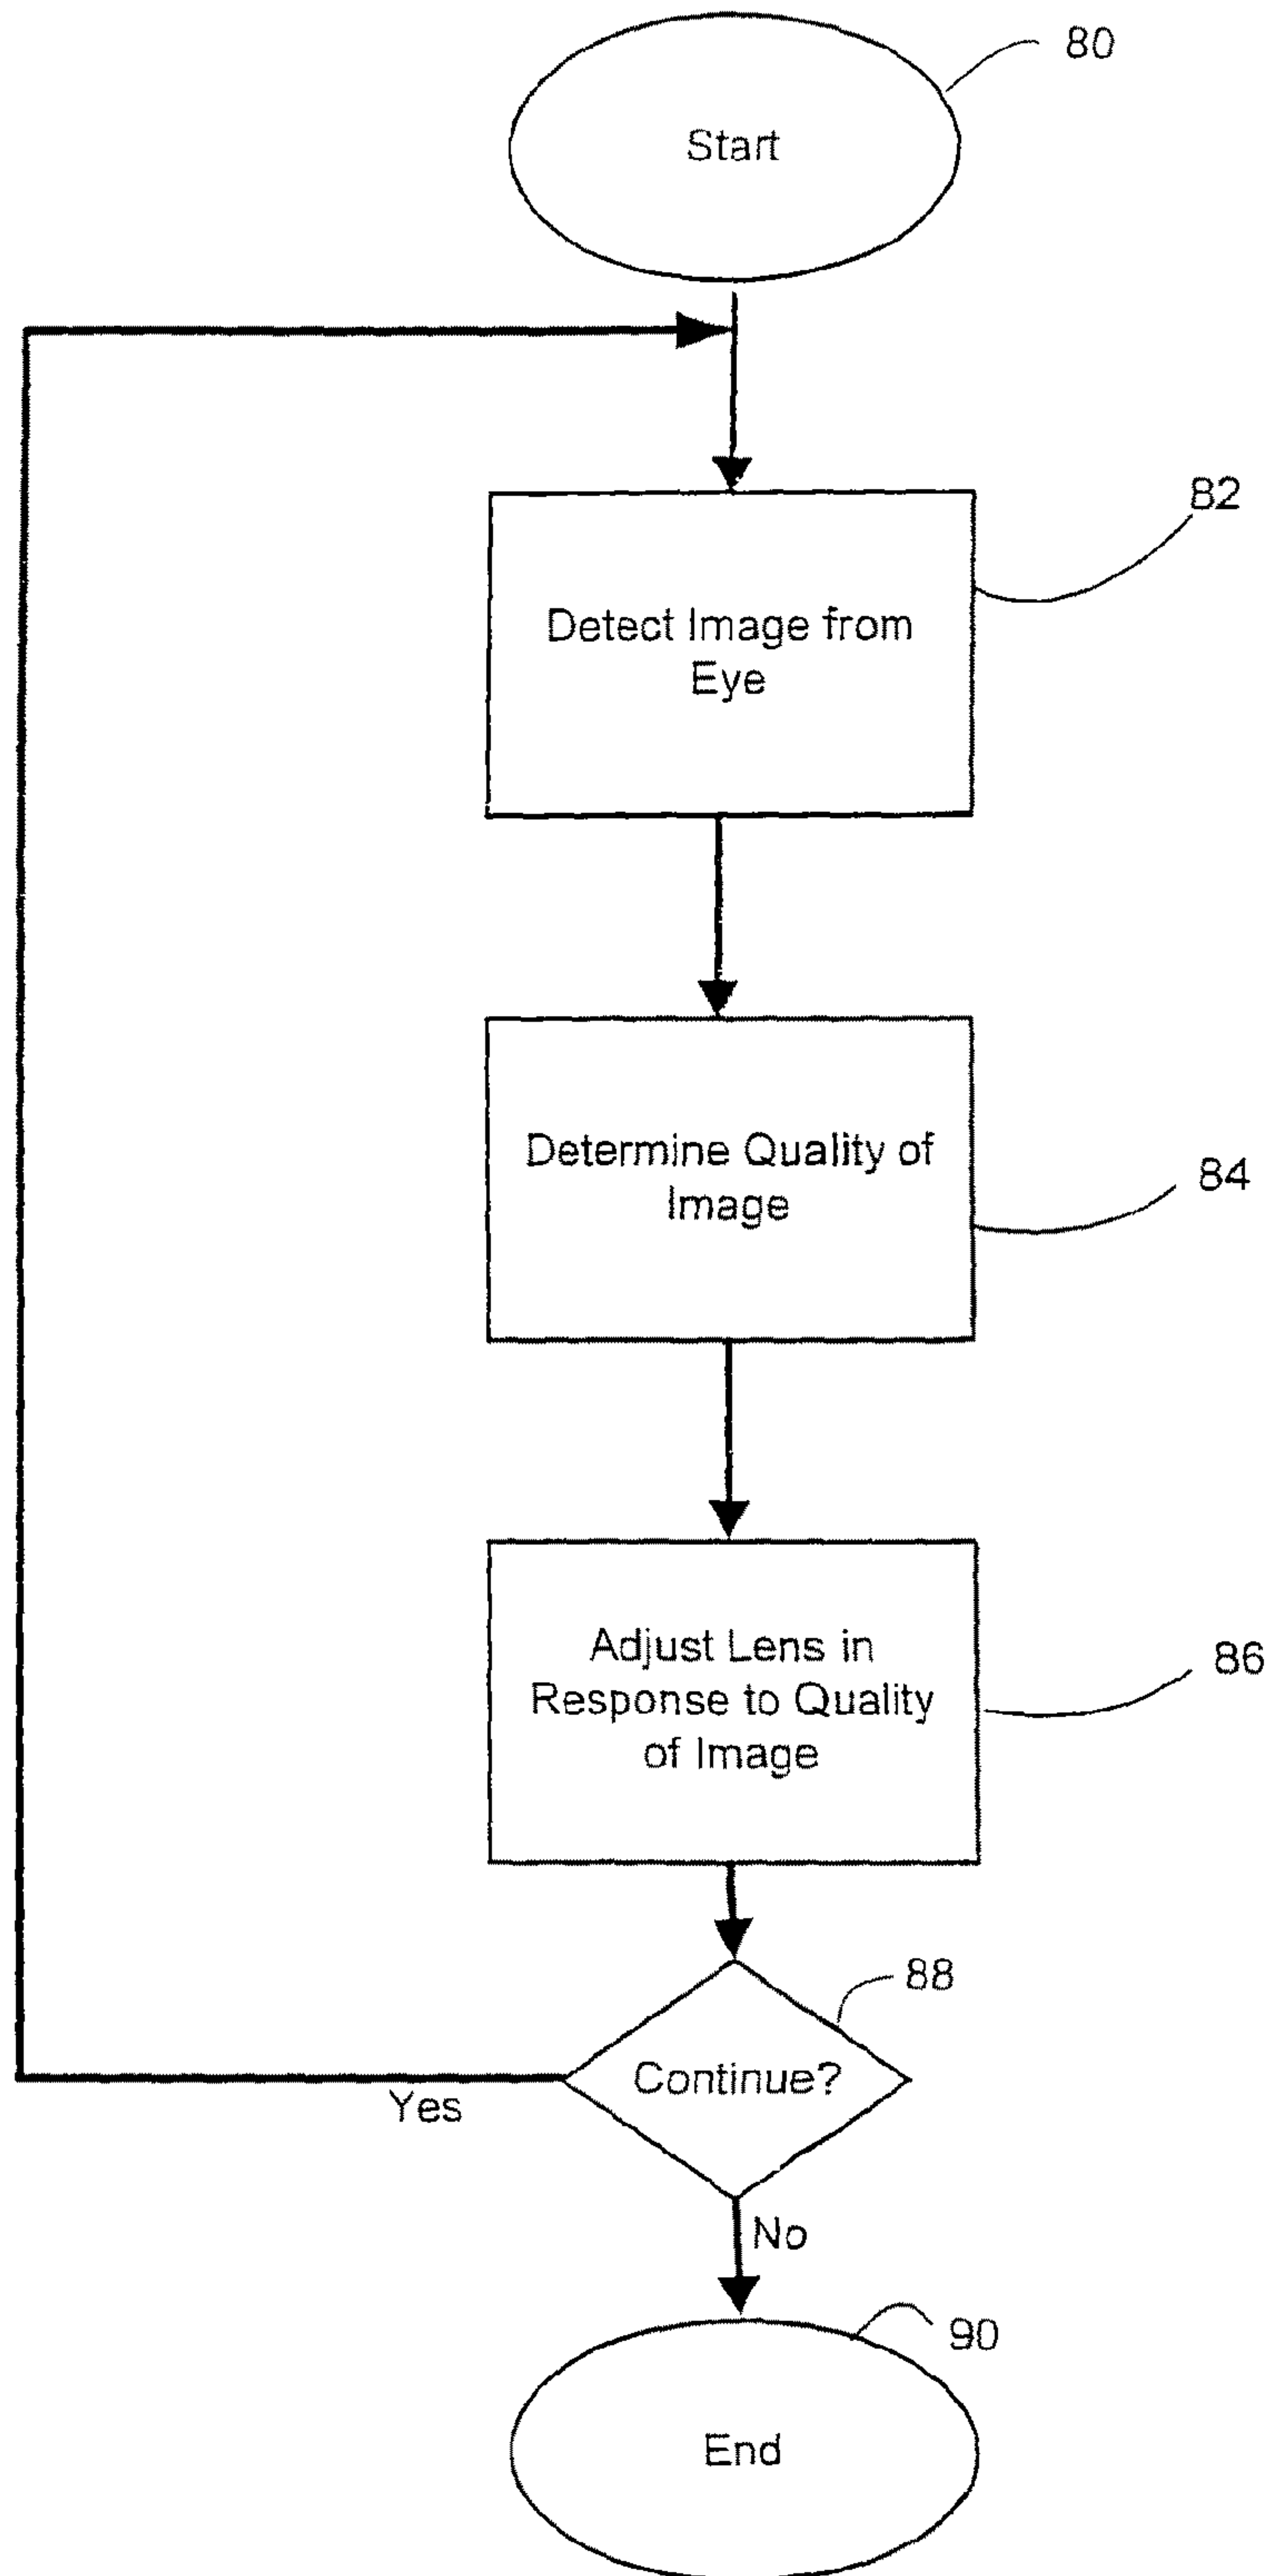 80
Start
82
Detect Image from
Eye
Determine Quality of
Image
84
Adjust Lens in
Response to Quality
of Image
86
88
Continue?
Yes
No
90
End